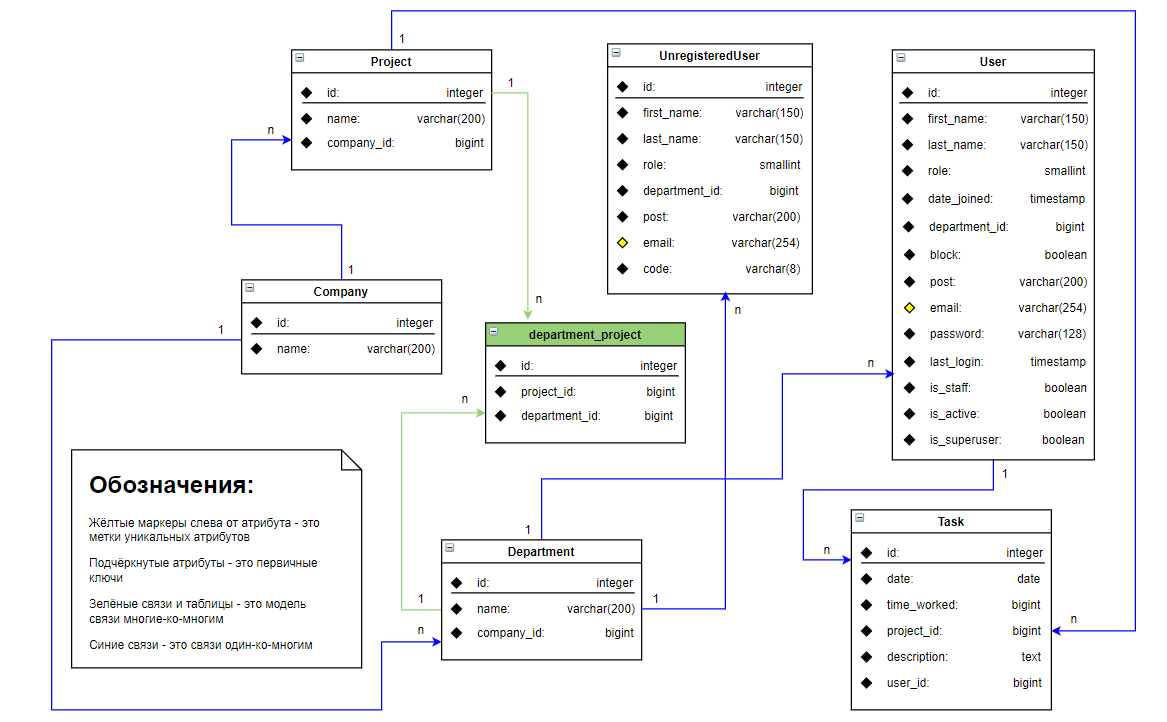 1
Project
id: integer
name: varchar(200)
company_id: bigint
1
n
1
Company
id: integer
name: varchar(200)
1
UnregisteredUser
id: integer
first_name: varchar(150)
last_name: varchar(150)
role: smallint
department_id: bigint
post: varchar(200)
email: varchar(254)
code: varchar(8)
n
User
id: integer
first_name: varchar(150)
last_name: varchar(150)
role: smallint
date_joined: timestamp
department_id: bigint
block: boolean
post: varchar(200)
email: varchar(254)
password: varchar(128)
last_login: timestamp
is_staff: boolean
is_active: boolean
is_superuser: boolean
n
1
n
department_project
id: integer
project_id: bigint
department_id: bigint
n
Обозначения:
Жёлтые маркеры слева от атрибута - это
метки уникальных атрибутов
Подчёркнутые атрибуты - это первичные
ключи
Зелёные связи и таблицы - это модель
связи многие-ко-многим
Синие связи - это связи один-ко-многим
1
Department
id: integer
name: varchar(200)
company_id: bigint
1
n
1
Task
id: integer
date: date
time_worked: bigint
project_id: bigint
description: text
user_id: bigint
n
n